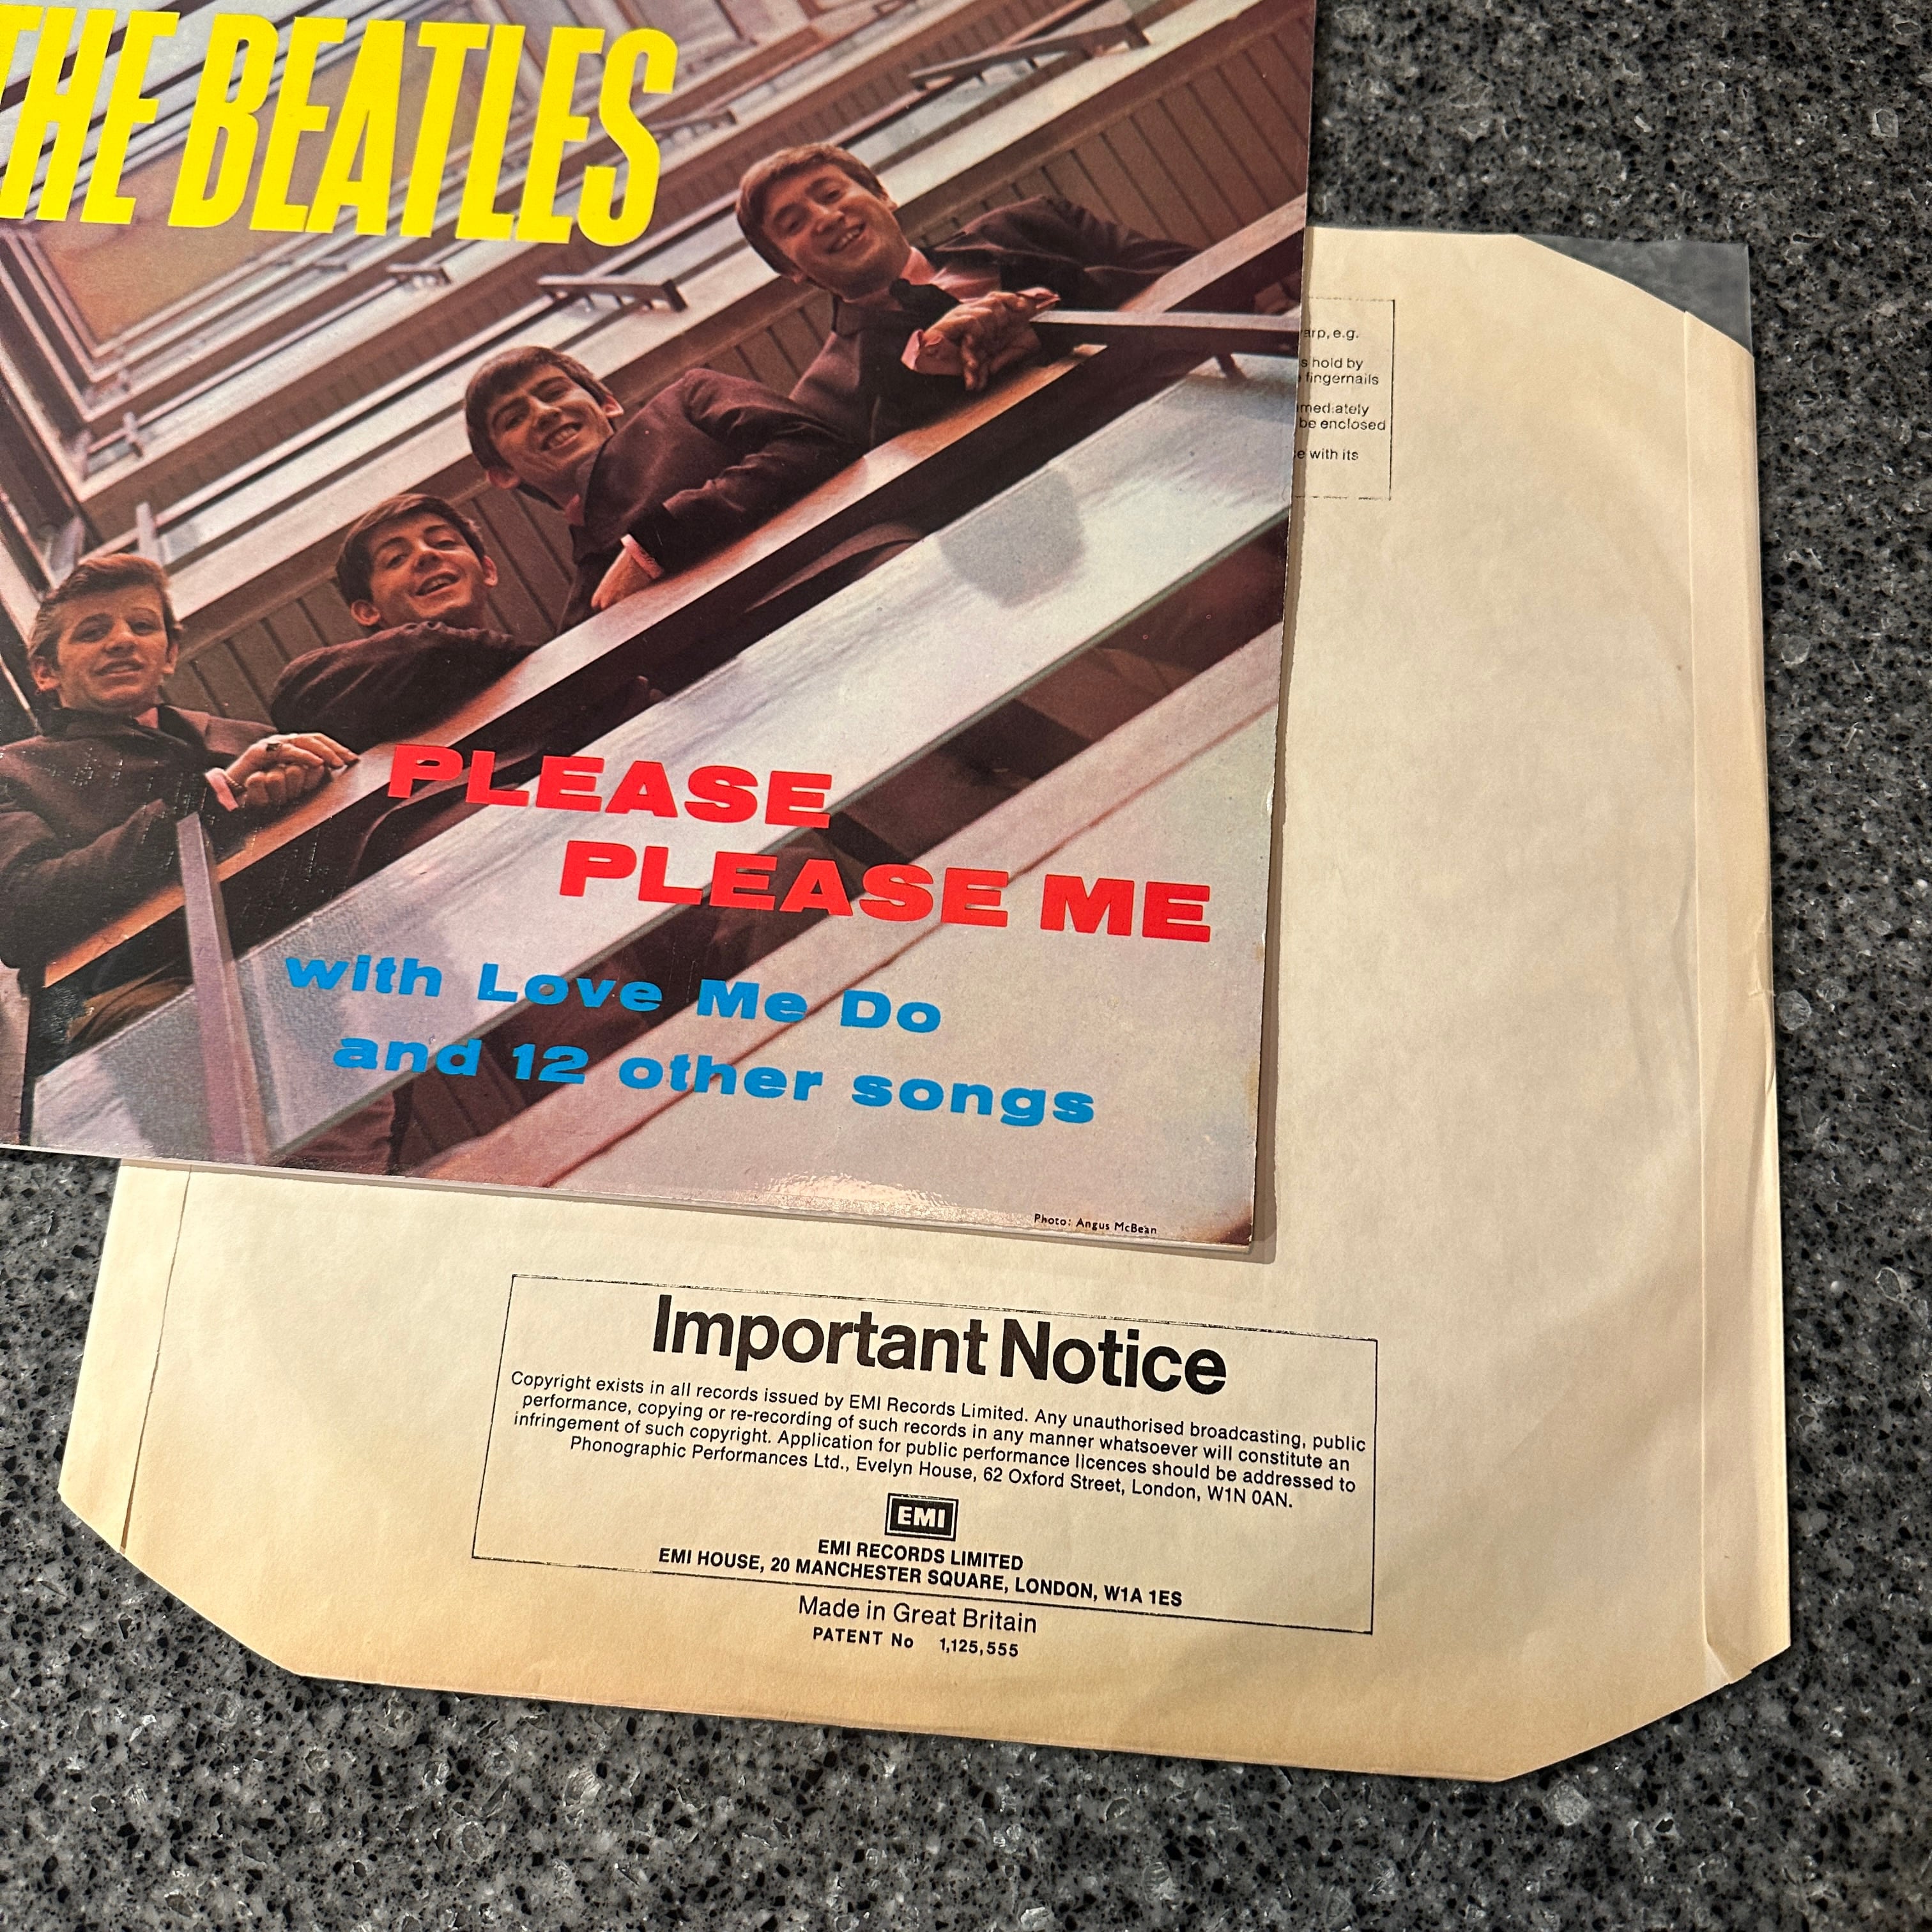 THE BEATLES
PLEASE
PLEASE ME
with Love Me Do
and 12 other songs
Photo: Angus McBean
e.g.
hold by
fingernails
be enclosed
with its
Important Notice
Copyright exists in all records issued by EMI Records Limited. Any unauthorised broadcasting, public
performance, copying or re-recording of such records in any manner whatsoever will constitute an
infringement of such copyright. Application for public performance licences should be addressed to
Phonographic Performances Ltd., Evelyn House, 62 Oxford Street, London, W1N 0AN.
EMI
EMI RECORDS LIMITED
EMI HOUSE, 20 MANCHESTER SQUARE, LONDON, W1A 1ES
Made in Great Britain
PATENT No 1,125,555